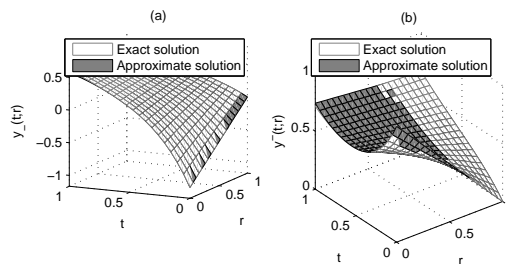 (a)
Exact solution
Approximate solution
0.5
0
−0.5
−1
y_(t;r)
1
0.5
0
t
0
0.5
1
r
(b)
Exact solution
Approximate solution
1
0.5
0
y‾(t;r)
1
0.5
0
t
0
0.5
1
r